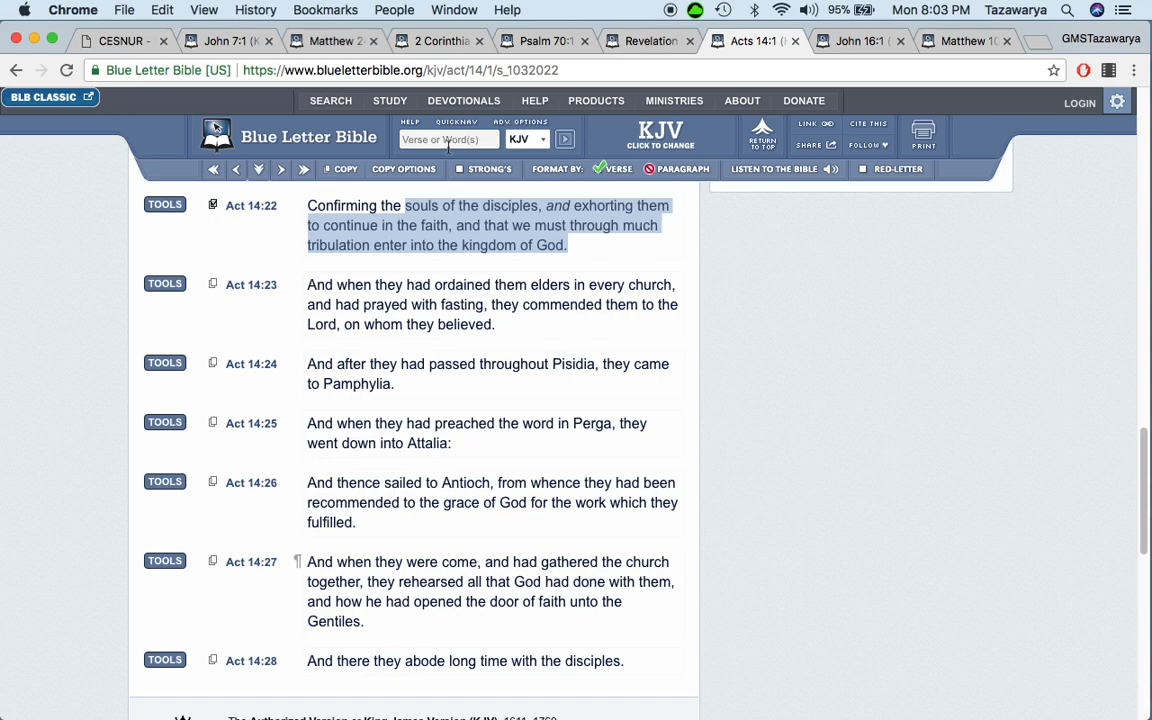 Chrome File Edit View History Bookmarks People Window Help 95% Mon 8:03 PM Tazawarya
CESNUR - John 7:1 (K Matthew 2 2 Corinthia Psalm 70:1 Revelation Acts 14:1 ( John 16:1 ( Matthew 10 GMSTazawarya
Blue Letter Bible [US] https://www.blueletterbible.org/kjv/act/14/1/s_1032022
BLB CLASSIC SEARCH STUDY DEVOTIONALS HELP PRODUCTS MINISTRIES ABOUT DONATE LOGIN
HELP QUICKNAV ADV. OPTIONS
Blue Letter Bible Verse or Word(s) KJV KJV CLICK TO CHANGE RETURN TO TOP LINK CITE THIS SHARE FOLLOW PRINT
COPY COPY OPTIONS STRONG'S FORMAT BY: VERSE PARAGRAPH LISTEN TO THE BIBLE RED-LETTER
TOOLS Act 14:22 Confirming the souls of the disciples, and exhorting them
to continue in the faith, and that we must through much
tribulation enter into the kingdom of God.
TOOLS Act 14:23 And when they had ordained them elders in every church,
and had prayed with fasting, they commended them to the
Lord, on whom they believed.
TOOLS Act 14:24 And after they had passed throughout Pisidia, they came
to Pamphylia.
TOOLS Act 14:25 And when they had preached the word in Perga, they
went down into Attalia:
TOOLS Act 14:26 And thence sailed to Antioch, from whence they had been
recommended to the grace of God for the work which they
fulfilled.
TOOLS Act 14:27 ¶ And when they were come, and had gathered the church
together, they rehearsed all that God had done with them,
and how he had opened the door of faith unto the
Gentiles.
TOOLS Act 14:28 And there they abode long time with the disciples.
The Authorized Version or King James Version (KJV), 1611, 1769